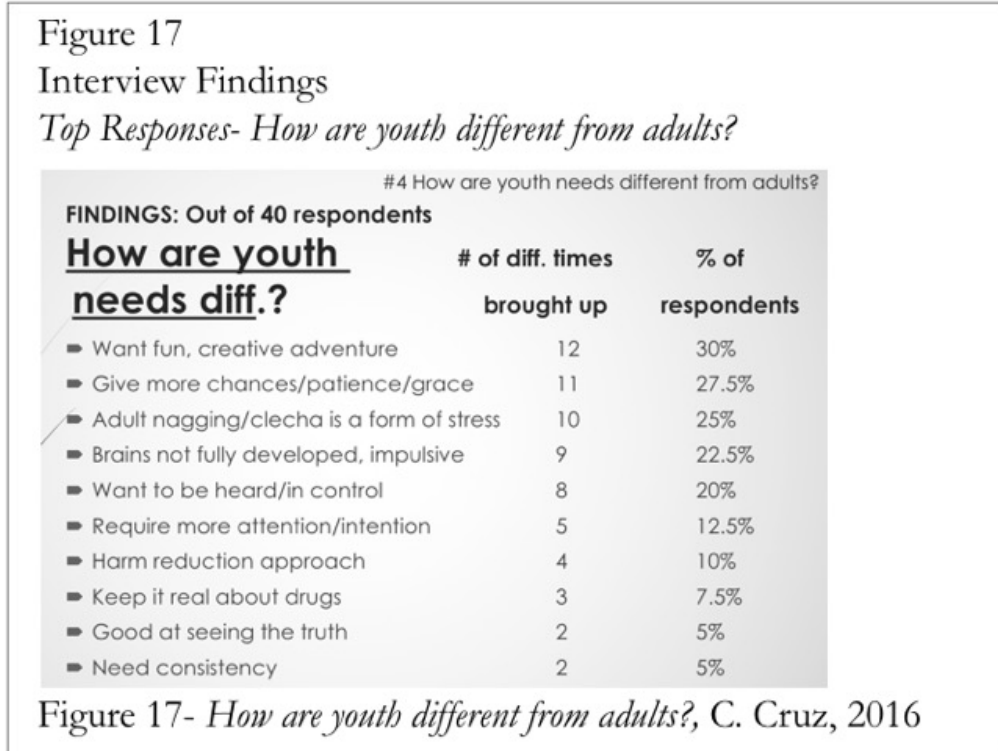 Figure 17
Interview Findings
Top Responses- How are youth different from adults?
#4 How are youth needs different from adults?
FINDINGS: Out of 40 respondents
How are youth needs diff.? # of diff. times brought up % of respondents
Want fun, creative adventure 12 30%
Give more chances/patience/grace 11 27.5%
Adult nagging/clecha is a form of stress 10 25%
Brains not fully developed, impulsive 9 22.5%
Want to be heard/in control 8 20%
Require more attention/intention 5 12.5%
Harm reduction approach 4 10%
Keep it real about drugs 3 7.5%
Good at seeing the truth 2 5%
Need consistency 2 5%
Figure 17- How are youth different from adults?, C. Cruz, 2016